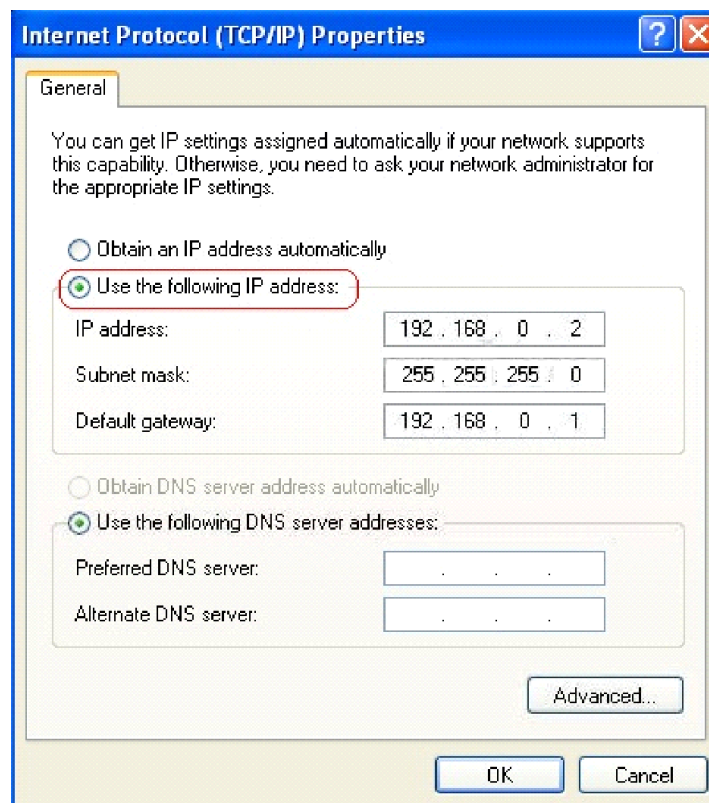 Internet Protocol (TCP/IP) Properties
General
You can get IP settings assigned automatically if your network supports
this capability. Otherwise, you need to ask your network administrator for
the appropriate IP settings.
Obtain an IP address automatically
Use the following IP address:
IP address: 192 . 168 . 0 . 2
Subnet mask: 255 . 255 . 255 . 0
Default gateway: 192 . 168 . 0 . 1
Obtain DNS server address automatically
Use the following DNS server addresses:
Preferred DNS server: . . .
Alternate DNS server: . . .
Advanced...
OK Cancel